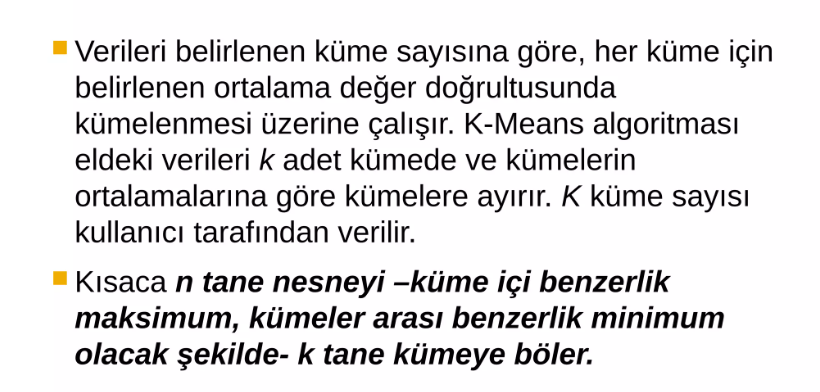 Verileri belirlenen küme sayısına göre, her küme için
belirlenen ortalama değer doğrultusunda
kümelenmesi üzerine çalışır. K-Means algoritması
eldeki verileri k adet kümede ve kümelerin
ortalamalarına göre kümelere ayırır. K küme sayısı
kullanıcı tarafından verilir.
Kısaca n tane nesneyi –küme içi benzerlik
maksimum, kümeler arası benzerlik minimum
olacak şekilde- k tane kümeye böler.